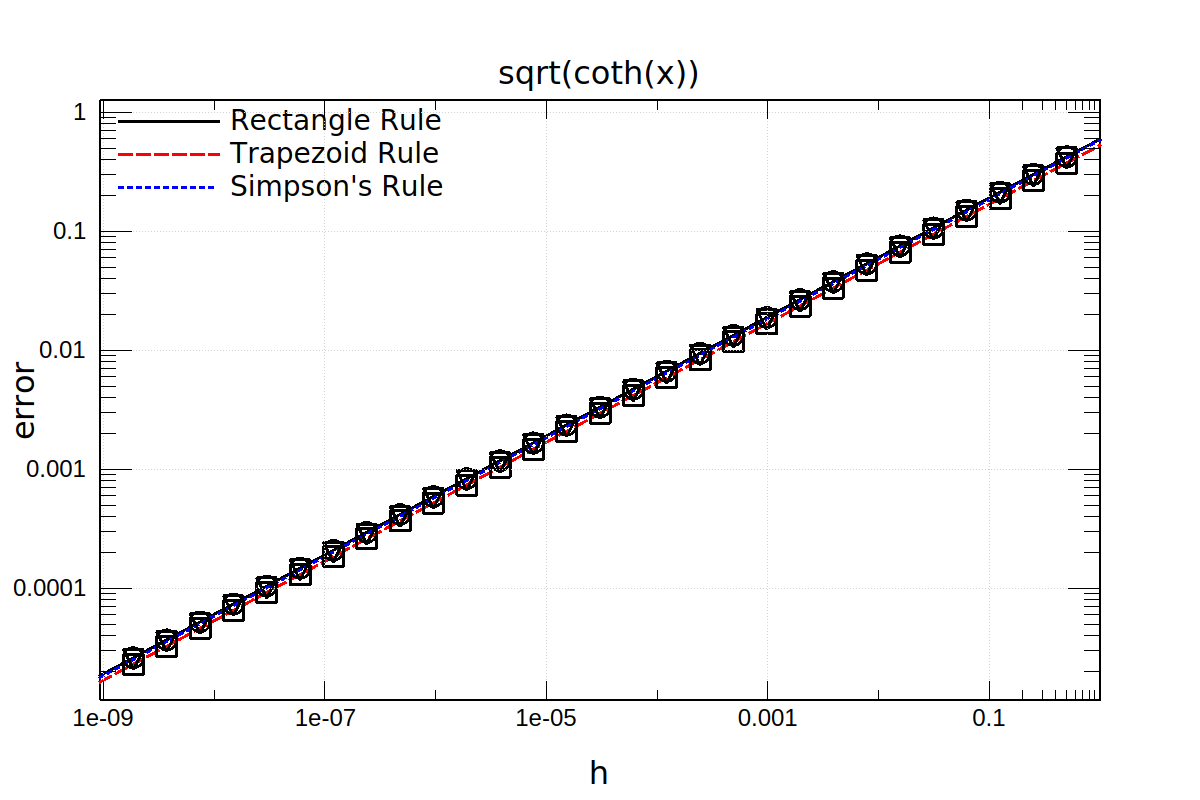 sqrt(coth(x))
Rectangle Rule
Trapezoid Rule
Simpson's Rule
1
0.1
0.01
0.001
0.0001
error
1e-09
1e-07
1e-05
0.001
0.1
h